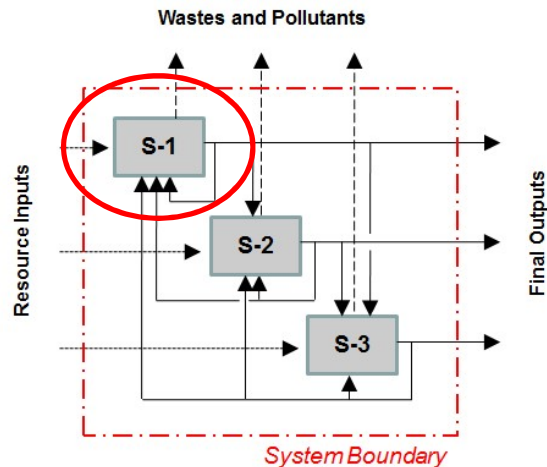 Wastes and Pollutants
S-1
Resource Inputs
S-2
Final Outputs
S-3
System Boundary